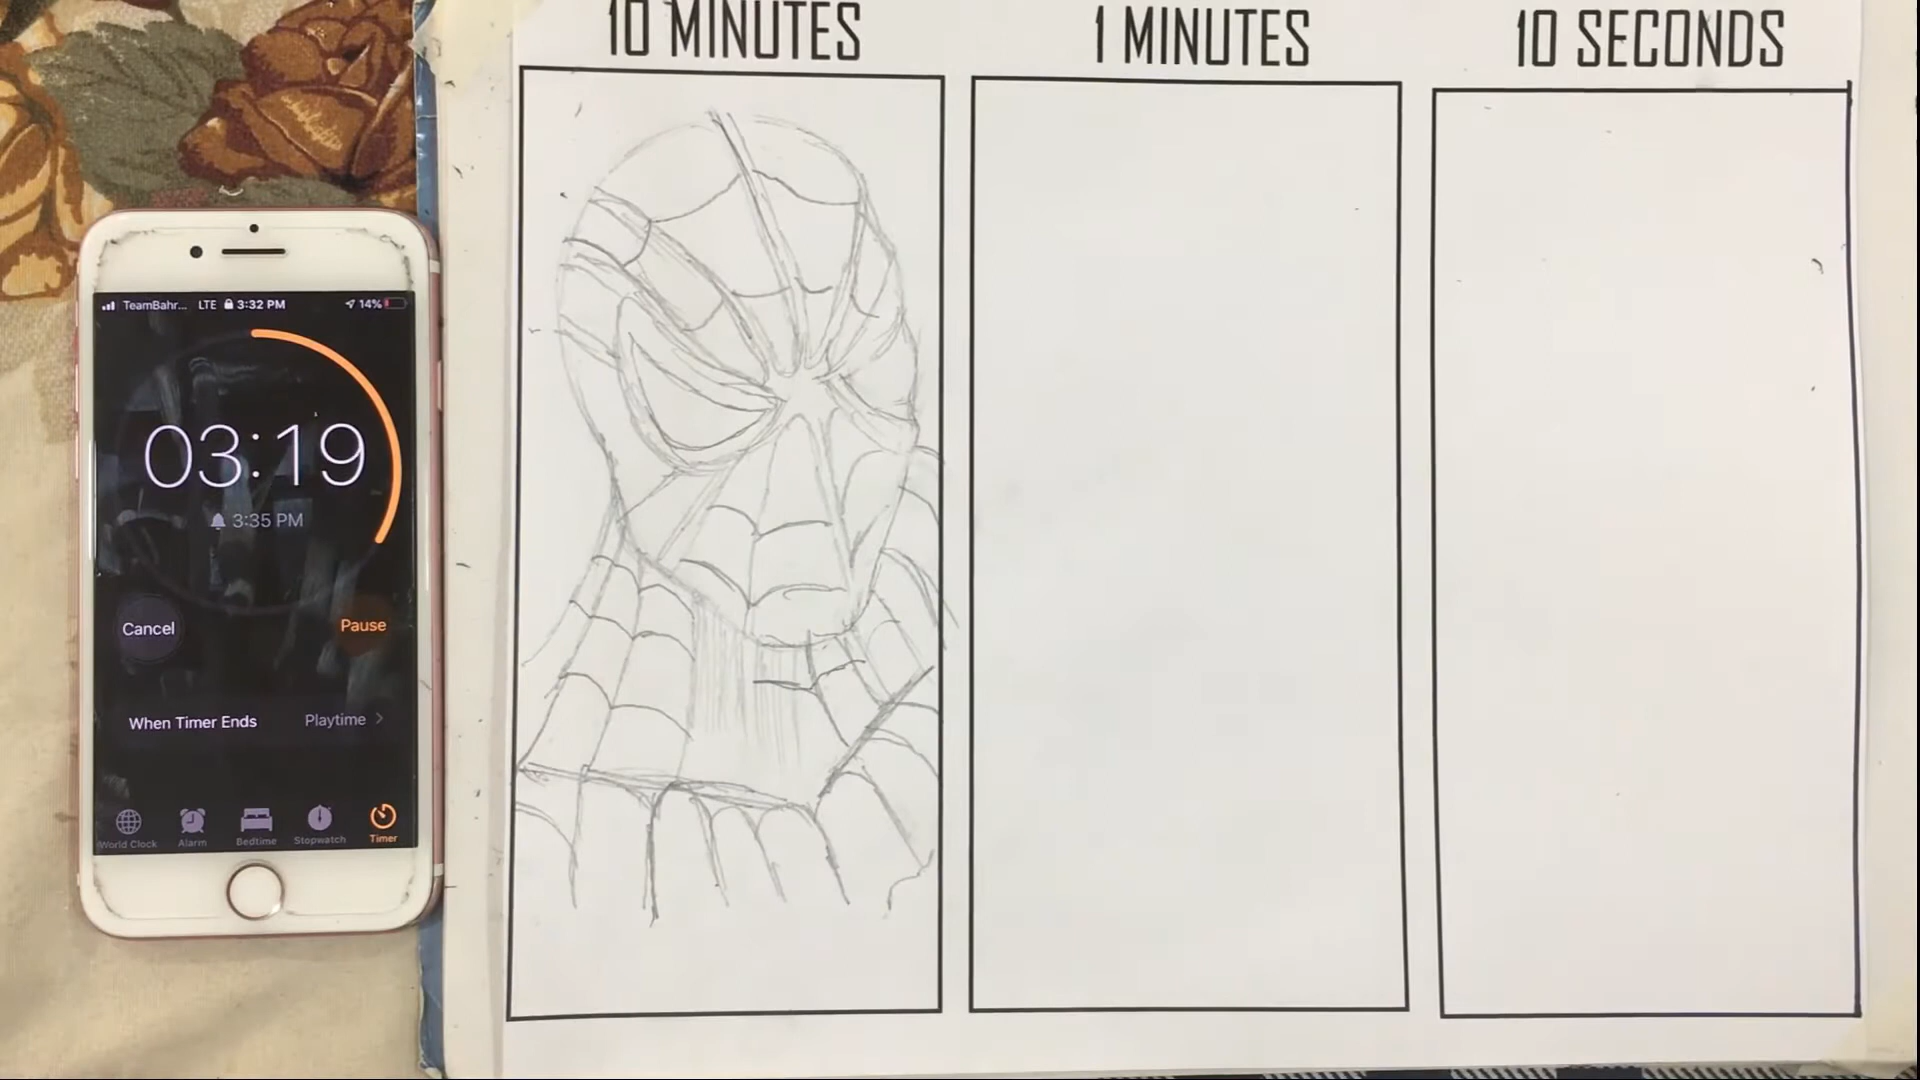 10 MINUTES
1 MINUTES
10 SECONDS
TeamBahr... LTE 3:32 PM 14%
03:19
3:35 PM
Cancel
Pause
When Timer Ends Playtime >
World Clock Alarm Bedtime Stopwatch Timer